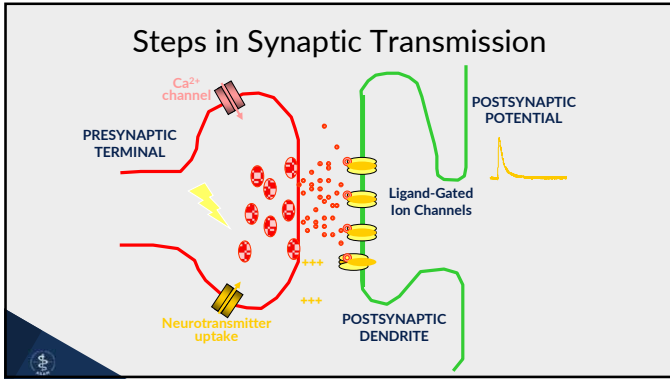 Steps in Synaptic Transmission
Ca²⁺
channel
PRESYNAPTIC
TERMINAL
POSTSYNAPTIC
POTENTIAL
Ligand-Gated
Ion Channels
+++
+++
Neurotransmitter
uptake
POSTSYNAPTIC
DENDRITE